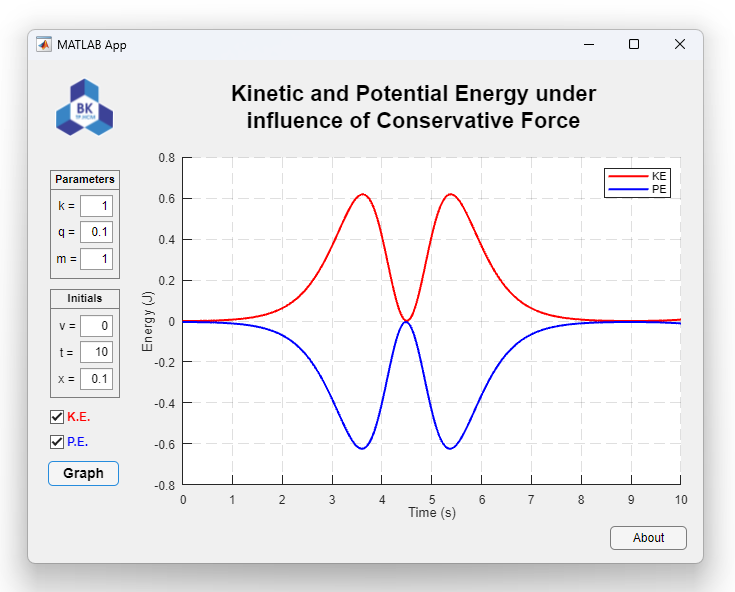 MATLAB App
BK
TP.HCM
Kinetic and Potential Energy under
influence of Conservative Force
Parameters
k = 1
q = 0.1
m = 1
Initials
v = 0
t = 10
x = 0.1
K.E.
P.E.
Graph
KE
PE
Energy (J)
0.8
0.6
0.4
0.2
0
-0.2
-0.4
-0.6
-0.8
0 1 2 3 4 5 6 7 8 9 10
Time (s)
About